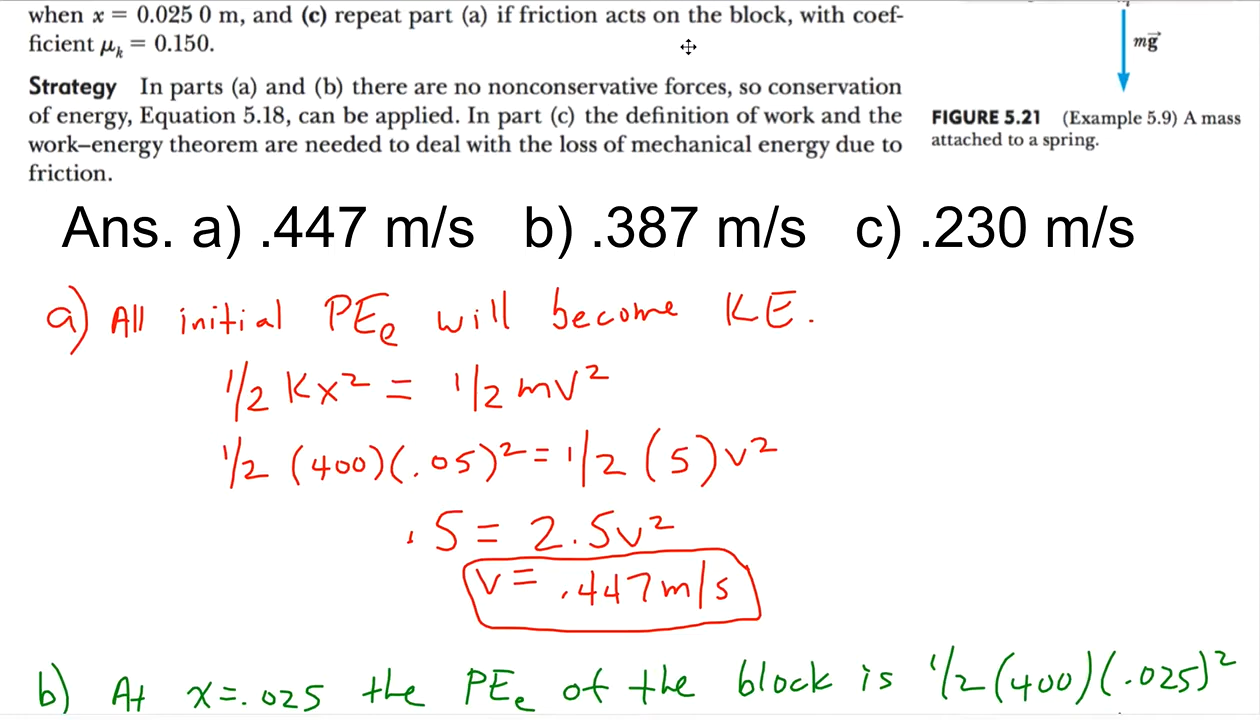 when x = 0.025 0 m, and (c) repeat part (a) if friction acts on the block, with coef-
ficient μk = 0.150.
Strategy In parts (a) and (b) there are no nonconservative forces, so conservation
of energy, Equation 5.18, can be applied. In part (c) the definition of work and the
work–energy theorem are needed to deal with the loss of mechanical energy due to
friction.
mg⃗
FIGURE 5.21 (Example 5.9) A mass
attached to a spring.
Ans. a) .447 m/s b) .387 m/s c) .230 m/s
a) All initial PEe will become KE.
1/2 Kx² = 1/2 mv²
1/2 (400)(.05)² = 1/2 (5)v²
.5 = 2.5v²
v = .447 m/s
b) At x=.025 the PEe of the block is 1/2(400)(.025)²